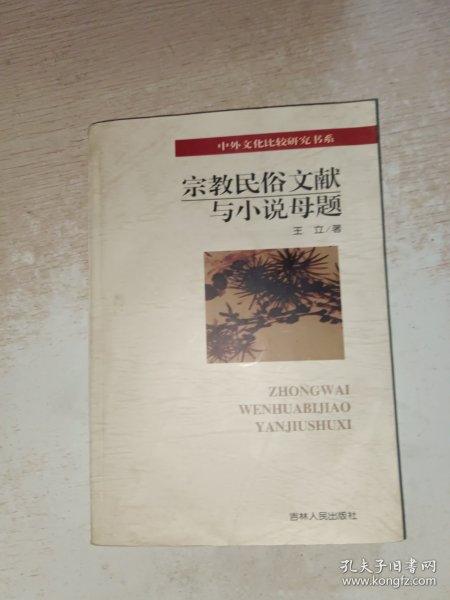 中外文化比较研究书系
宗教民俗文献
与小说母题
王 立/著
ZHONGWAI
WENHUABIJIAO
YANJIUSHUXI
吉林人民出版社
孔夫子旧书网
www.kongfz.com